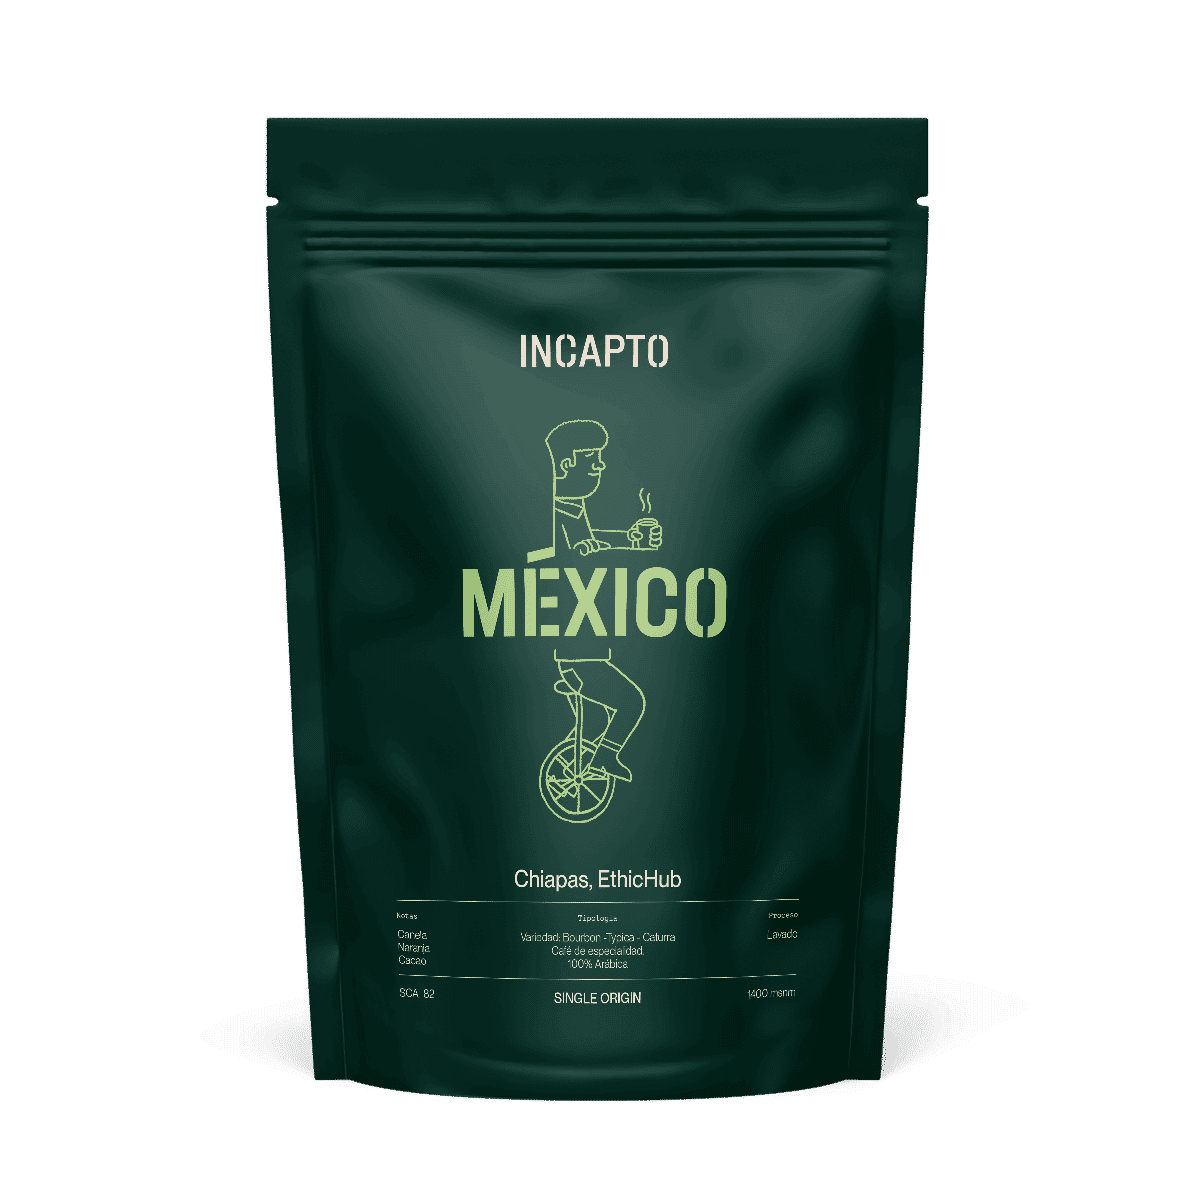 INCAPTO
MÉXICO
Chiapas, EthicHub
Notas
Tipología
Proceso
Canela
Naranja
Cacao
Variedad: Bourbon -Typica - Caturra
Café de especialidad.
100% Arábica
Lavado
SCA 82
SINGLE ORIGIN
1400 msnm